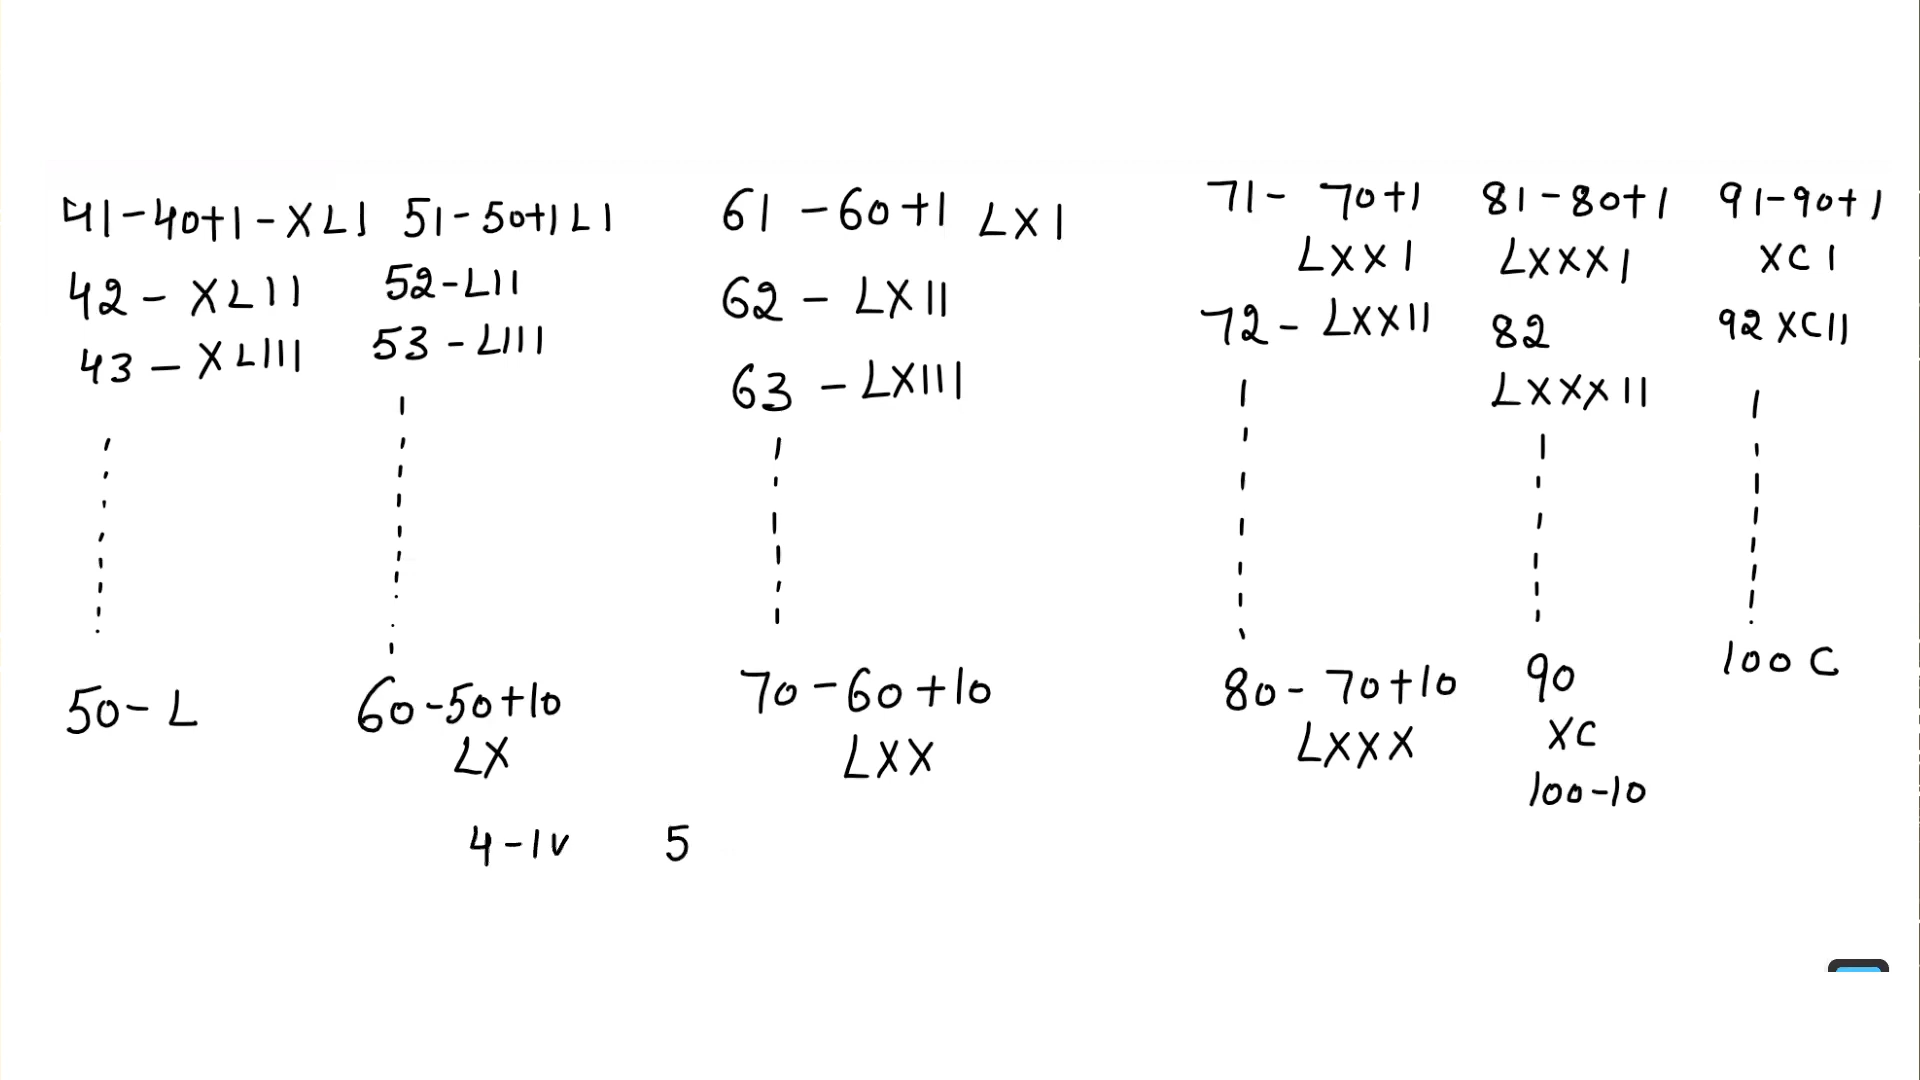 41-40+1-XLI
42 - XLII
43 - XLIII
50- L
51-50+1 LI
52-LII
53 - LIII
60-50+10
LX
61 -60+1 LXI
62 - LXII
63 - LXIII
70-60+10
LXX
71- 70+1
LXXI
72- LXXII
80- 70+10
LXXX
81-80+1
LXXXI
82
LXXXII
90
XC
100-10
91-90+1
XCI
92 XCII
100 C
4-IV 5